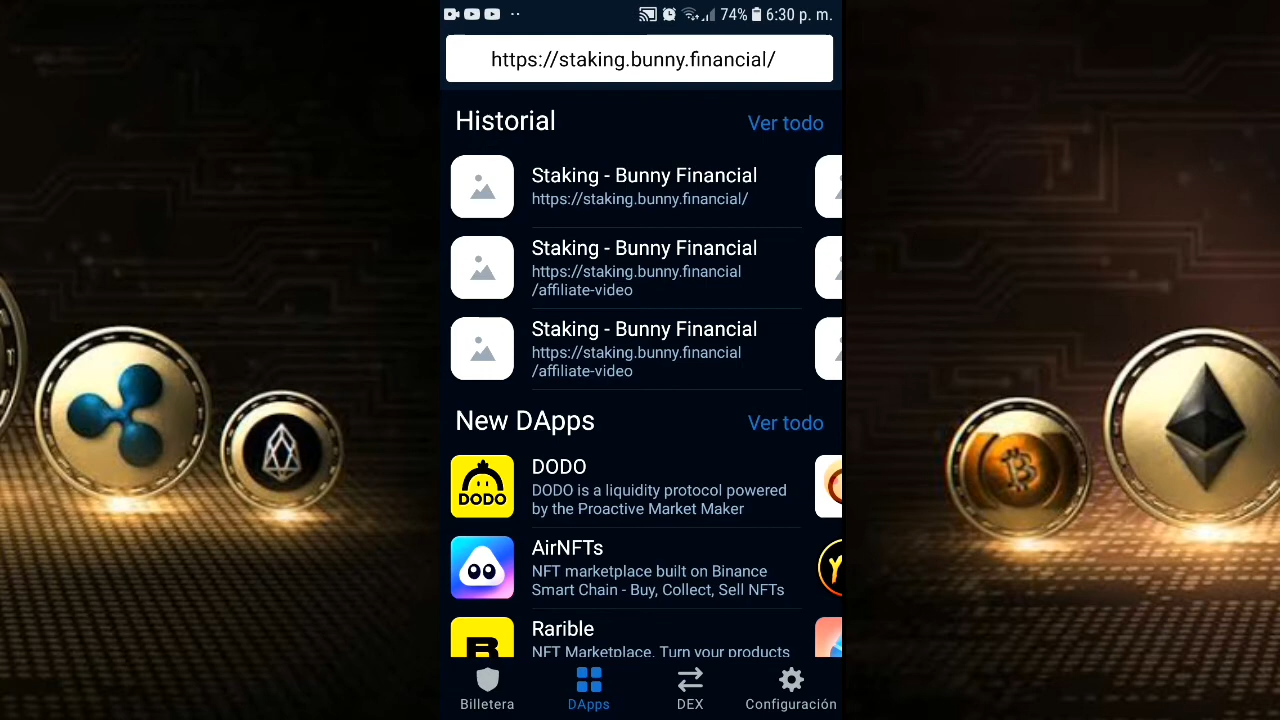 74% 6:30 p. m.
https://staking.bunny.financial/
Historial
Ver todo
Staking - Bunny Financial
https://staking.bunny.financial/
Staking - Bunny Financial
https://staking.bunny.financial
/affiliate-video
Staking - Bunny Financial
https://staking.bunny.financial
/affiliate-video
New DApps
Ver todo
DODO
DODO
DODO is a liquidity protocol powered
by the Proactive Market Maker
AirNFTs
NFT marketplace built on Binance
Smart Chain - Buy, Collect, Sell NFTs
Rarible
NFT Marketplace. Turn your products
Billetera
DApps
DEX
Configuración